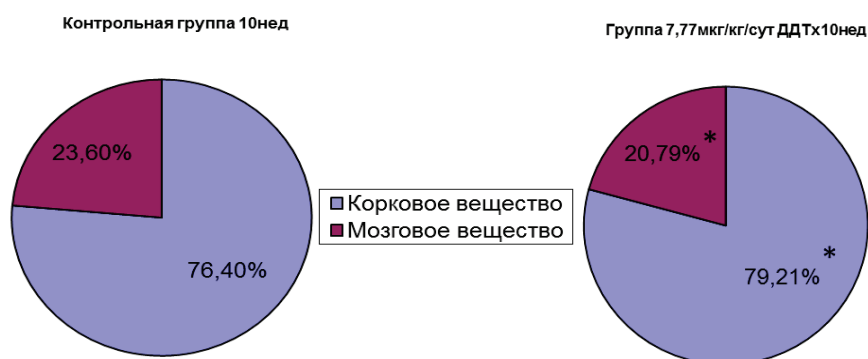 Контрольная группа 10нед
Группа 7,77мкг/кг/сут ДДТх10нед
23,60%
76,40%
Корковое вещество
Мозговое вещество
20,79% *
79,21% *